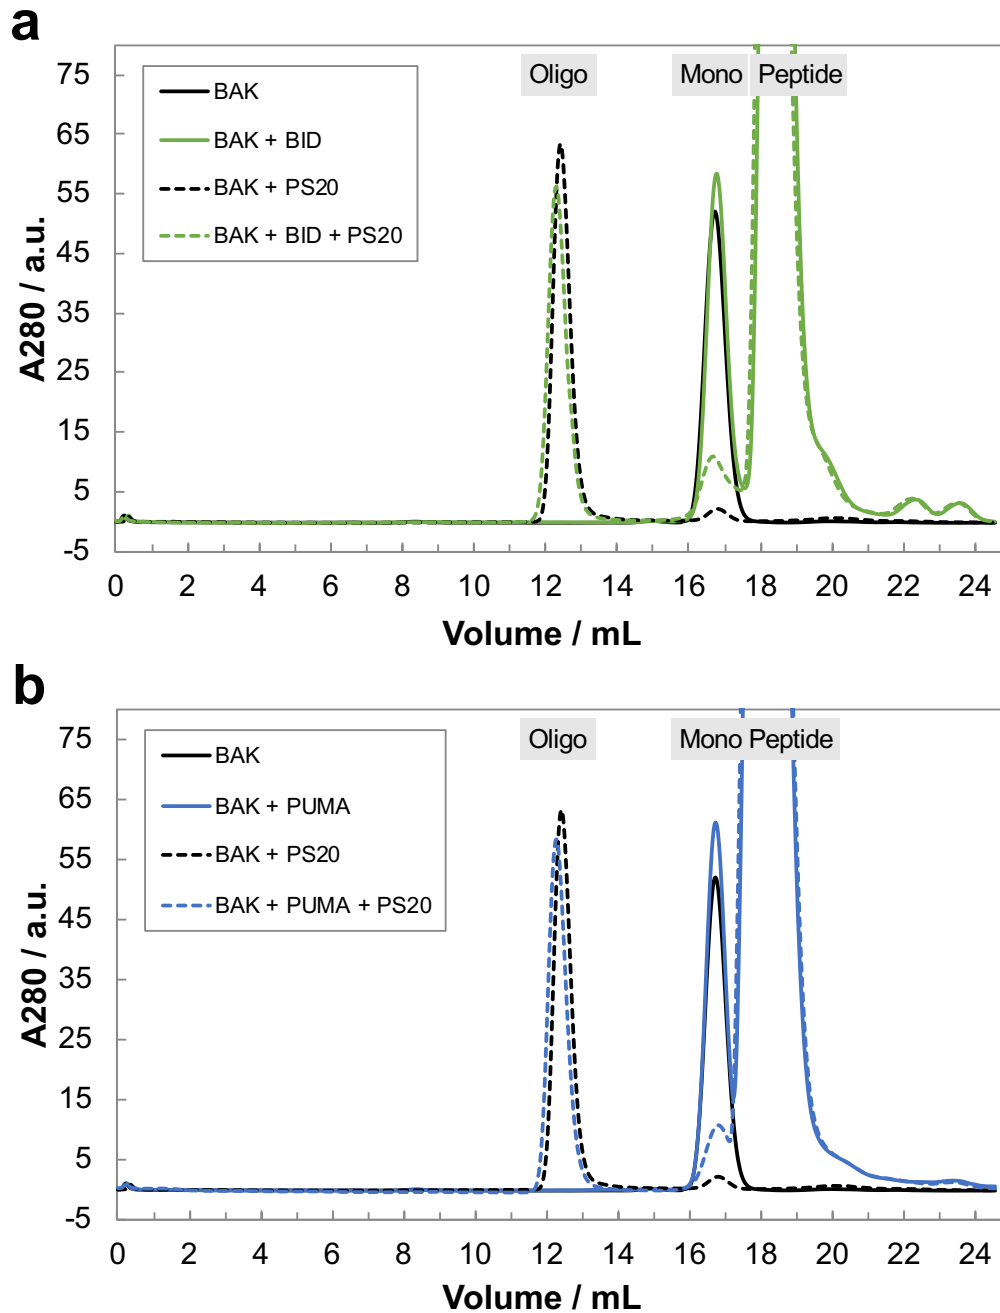 a
75
65
55
45
35
25
15
5
-5
A280 / a.u.
BAK
BAK + BID
BAK + PS20
BAK + BID + PS20
Oligo
Mono
Peptide
0 2 4 6 8 10 12 14 16 18 20 22 24
Volume / mL
b
75
65
55
45
35
25
15
5
-5
A280 / a.u.
BAK
BAK + PUMA
BAK + PS20
BAK + PUMA + PS20
Oligo
Mono Peptide
0 2 4 6 8 10 12 14 16 18 20 22 24
Volume / mL